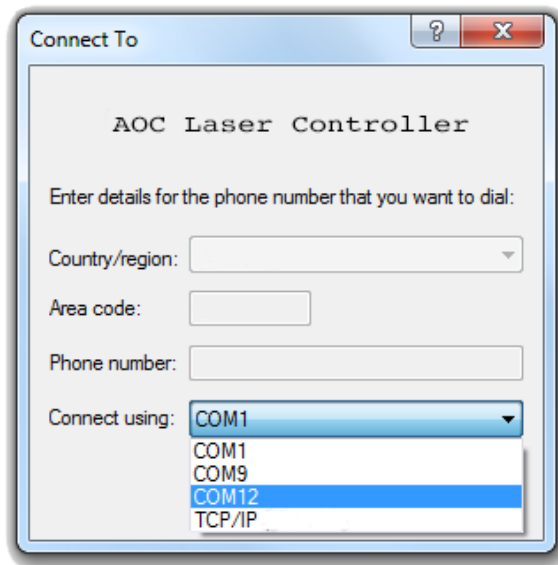 Connect To
?
X
AOC Laser Controller
Enter details for the phone number that you want to dial:
Country/region:
Area code:
Phone number:
Connect using: COM1
COM1
COM9
COM12
TCP/IP